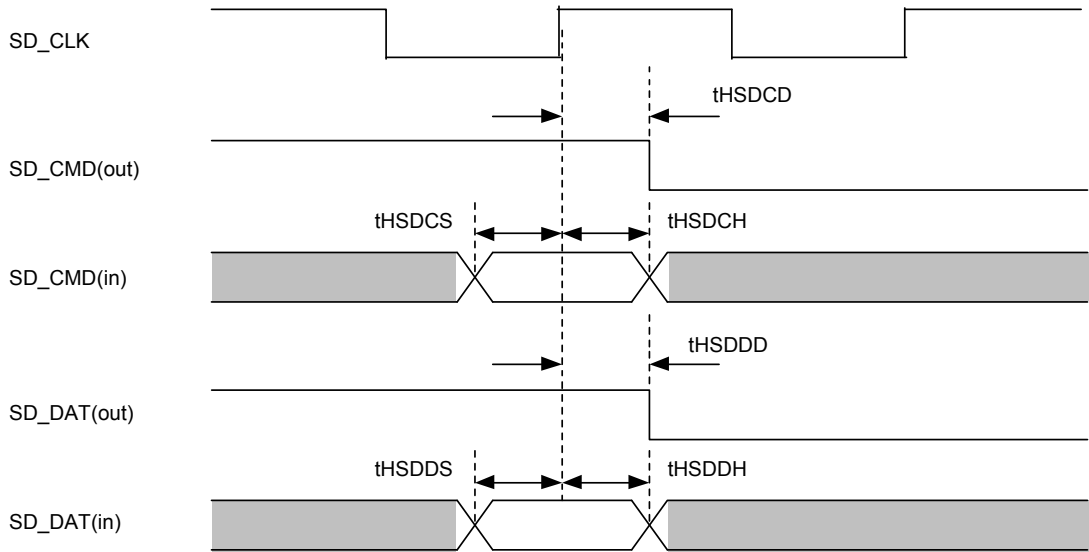 SD_CLK
tHSDCD
SD_CMD(out)
tHSDCS
tHSDCH
SD_CMD(in)
tHSDDD
SD_DAT(out)
tHSDDS
tHSDDH
SD_DAT(in)